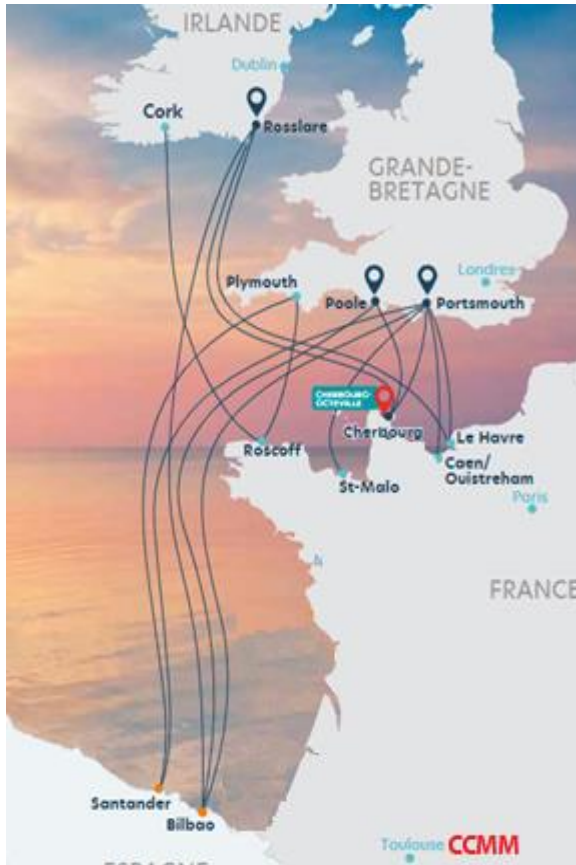 IRLANDE
Dublin
Cork
Rosslare
GRANDE-
BRETAGNE
Londres
Plymouth
Poole
Portsmouth
CHERBOURG-
OCTEVILLE
Cherbourg
Le Havre
Roscoff
Caen/
Ouistreham
St-Malo
Paris
N
FRANCE
Santander
Bilbao
Toulouse CCMM
ESPAGNE